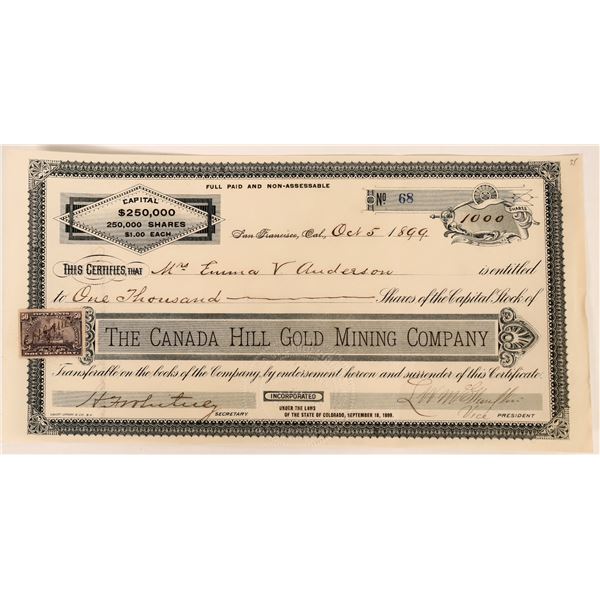 FULL PAID AND NON-ASSESSABLE
CAPITAL
$250,000
250,000 SHARES
$1.00 EACH
No 68
SHARES
1000
San Francisco, Cal., Oct 5 1899
THIS CERTIFIES, THAT Mrs Emma V Anderson is entitled
to One Thousand Shares of the Capital Stock of
THE CANADA HILL GOLD MINING COMPANY
Transferable on the books of the Company, by endorsement hereon and surrender of this Certificate.
INCORPORATED
UNDER THE LAWS
OF THE STATE OF COLORADO, SEPTEMBER 18, 1899.
SECRETARY
Vice PRESIDENT